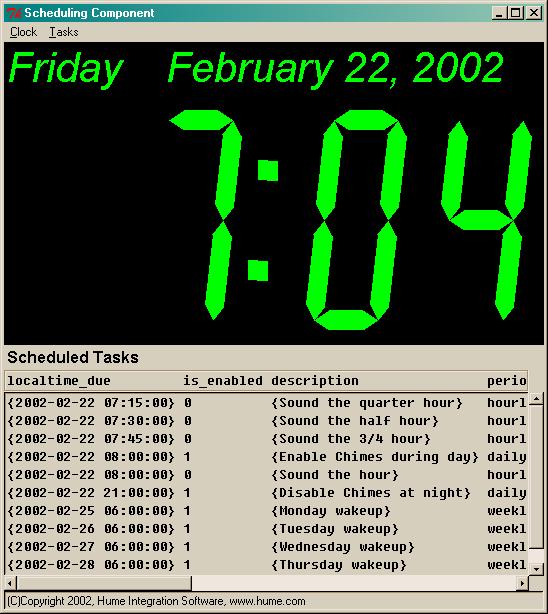 Scheduling Component
Clock Tasks
Friday February 22, 2002
7:04
Scheduled Tasks
localtime_due is_enabled description perio
{2002-02-22 07:15:00} 0 {Sound the quarter hour} hourl
{2002-02-22 07:30:00} 0 {Sound the half hour} hourl
{2002-02-22 07:45:00} 0 {Sound the 3/4 hour} hourl
{2002-02-22 08:00:00} 1 {Enable Chimes during day} daily
{2002-02-22 08:00:00} 0 {Sound the hour} hourl
{2002-02-22 21:00:00} 1 {Disable Chimes at night} daily
{2002-02-25 06:00:00} 1 {Monday wakeup} weekl
{2002-02-26 06:00:00} 1 {Tuesday wakeup} weekl
{2002-02-27 06:00:00} 1 {Wednesday wakeup} weekl
{2002-02-28 06:00:00} 1 {Thursday wakeup} weekl
(C)Copyright 2002, Hume Integration Software, www.hume.com